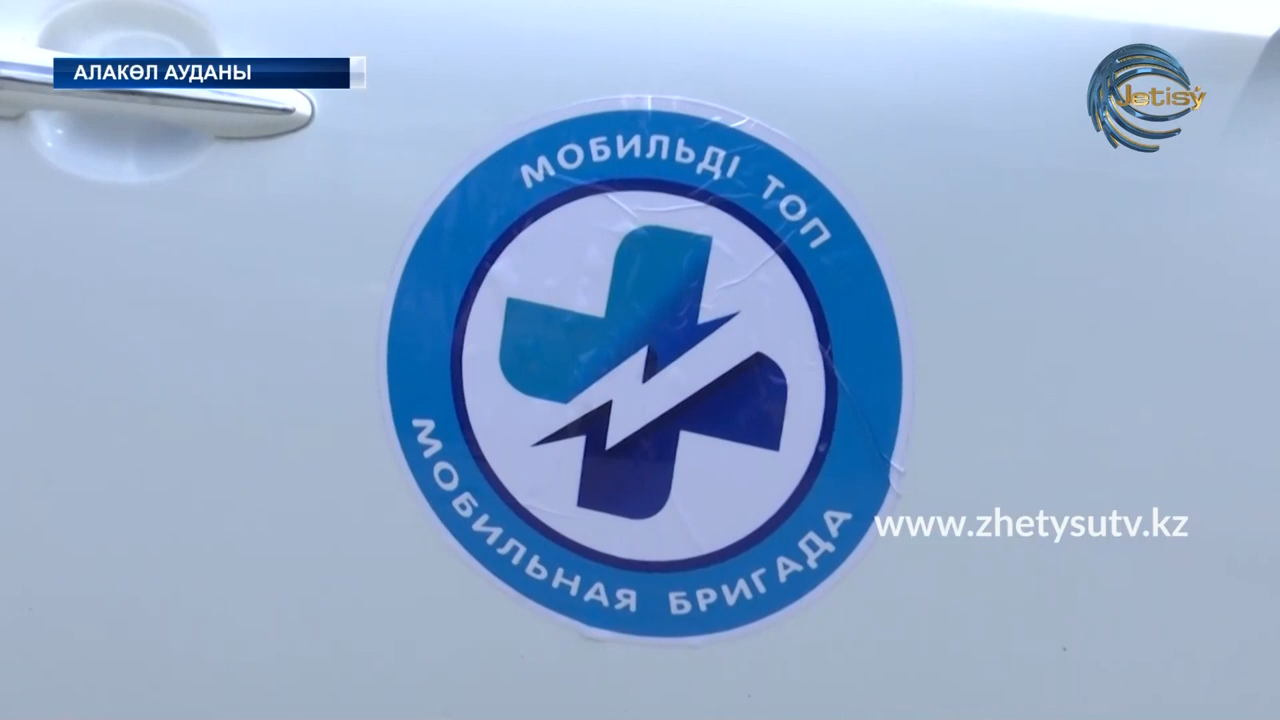 АЛАКӨЛ АУДАНЫ
Jetisý
МОБИЛЬДІ ТОП
МОБИЛЬНАЯ БРИГАДА
www.zhetysutv.kz